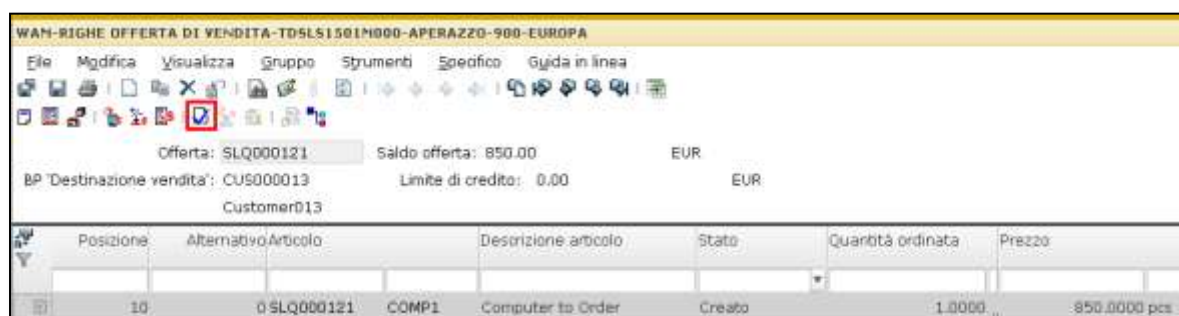 WAN-RIGHE OFFERTA DI VENDITA-TDSLS1501M000-APERAZZO-900-EUROPA
File Modifica Visualizza Gruppo Strumenti Specifico Guida in linea
Offerta: SLQ000121 Saldo offerta: 850.00 EUR
BP 'Destinazione vendita': CUS000013 Limite di credito: 0.00 EUR
Customer013
Posizione Alternativo Articolo Descrizione articolo Stato Quantità ordinata Prezzo
10 0 SLQ000121 COMP1 Computer to Order Creato 1.0000 850.0000 pcs